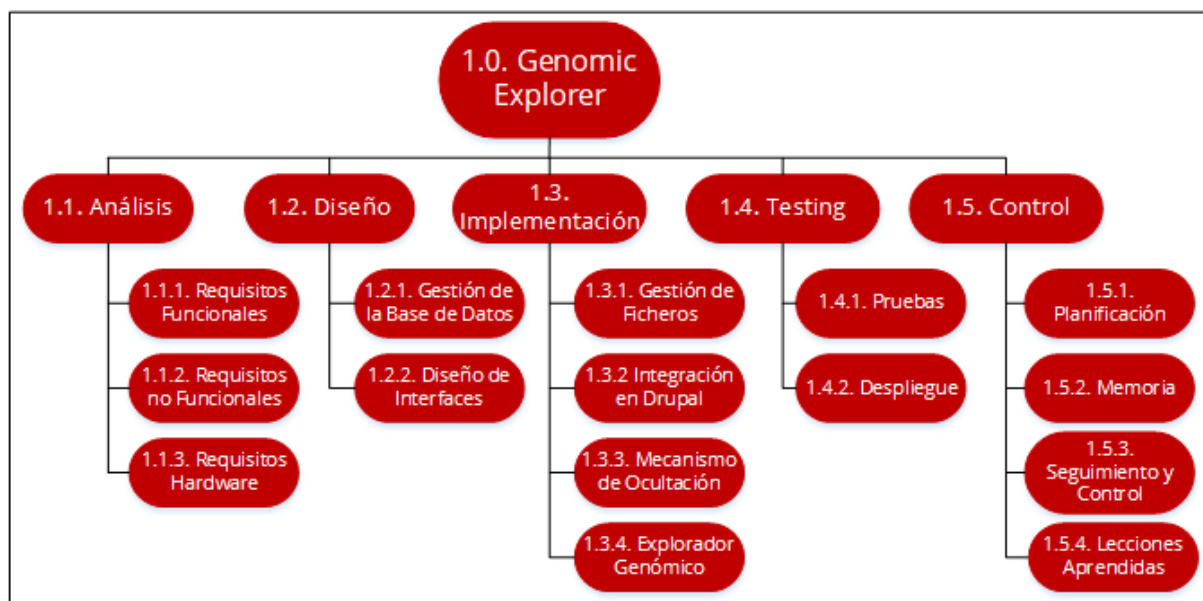 1.0. Genomic
Explorer
1.1. Análisis
1.2. Diseño
1.3.
Implementación
1.4. Testing
1.5. Control
1.1.1. Requisitos
Funcionales
1.1.2. Requisitos
no Funcionales
1.1.3. Requisitos
Hardware
1.2.1. Gestión de
la Base de Datos
1.2.2. Diseño de
Interfaces
1.3.1. Gestión de
Ficheros
1.3.2 Integración
en Drupal
1.3.3. Mecanismo
de Ocultación
1.3.4. Explorador
Genómico
1.4.1. Pruebas
1.4.2. Despliegue
1.5.1.
Planificación
1.5.2. Memoria
1.5.3.
Seguimiento y
Control
1.5.4. Lecciones
Aprendidas